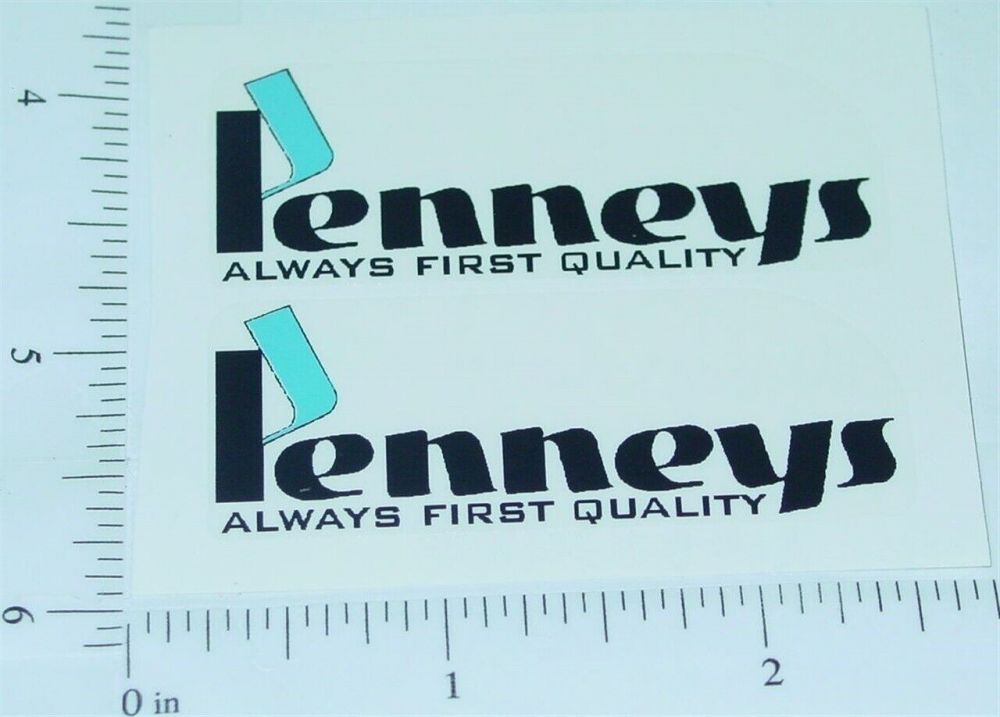 4
Penneys
ALWAYS FIRST QUALITY
5
Penneys
ALWAYS FIRST QUALITY
6
0 in 1 2